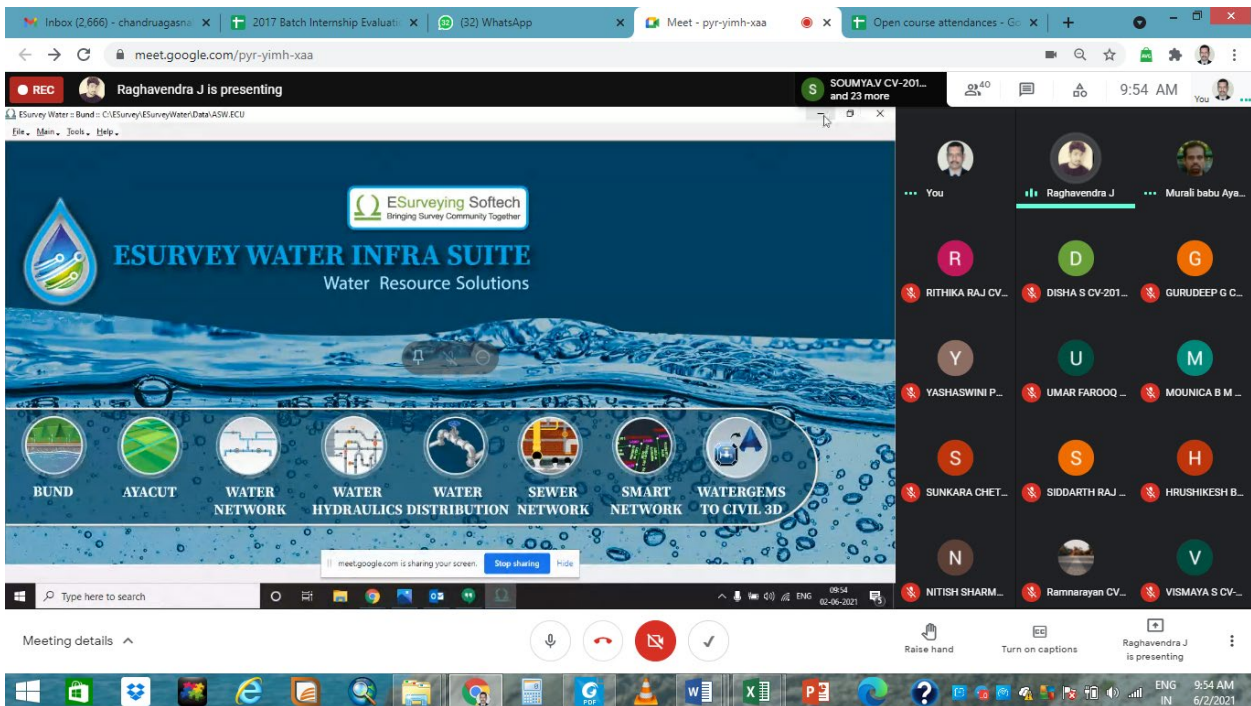 Inbox (2,666) - chandruagasna
2017 Batch Internship Evaluatio
(32) WhatsApp
Meet - pyr-yimh-xaa
Open course attendances - Go
meet.google.com/pyr-yimh-xaa
REC
Raghavendra J is presenting
S
SOUMYA.V CV-201...
and 23 more
40
9:54 AM
You
ESurvey Water :: Bund :: C:\ESurvey\ESurveyWater\Data\ASW.ECU
File Main Tools Help
ESurveying Softech
Bringing Survey Community Together
ESURVEY WATER INFRA SUITE
Water Resource Solutions
BUND
AYACUT
WATER
NETWORK
WATER
HYDRAULICS
WATER
DISTRIBUTION
SEWER
NETWORK
SMART
NETWORK
WATERGEMS
TO CIVIL 3D
meet.google.com is sharing your screen.
Stop sharing
Hide
Type here to search
ENG
09:54
02-06-2021
You
Raghavendra J
Murali babu Aya...
R
RITHIKA RAJ CV...
D
DISHA S CV-201...
G
GURUDEEP G C...
Y
YASHASWINI P...
U
UMAR FAROOQ ...
M
MOUNICA B M ...
S
SUNKARA CHET...
S
SIDDARTH RAJ ...
H
HRUSHIKESH B...
N
NITISH SHARM...
Ramnarayan CV...
V
VISMAYA S CV-...
Meeting details
Raise hand
CC
Turn on captions
Raghavendra J
is presenting
ENG
IN
9:54 AM
6/2/2021